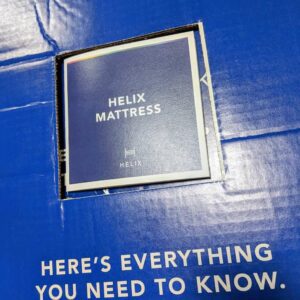 HELIX
MATTRESS
HELIX
HERE'S EVERYTHING
YOU NEED TO KNOW.